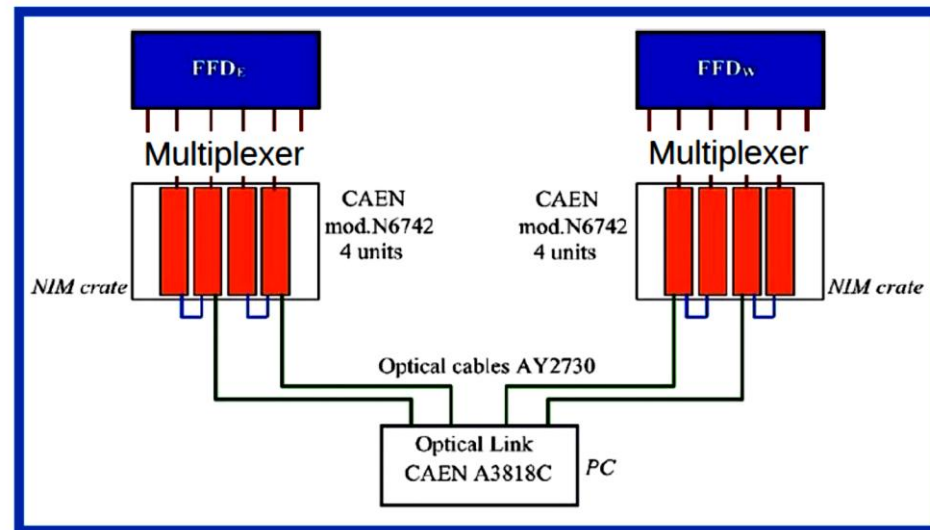 FFDE
FFDW
Multiplexer
Multiplexer
CAEN
mod.N6742
4 units
CAEN
mod.N6742
4 units
NIM crate
NIM crate
Optical cables AY2730
Optical Link
CAEN A3818C
PC